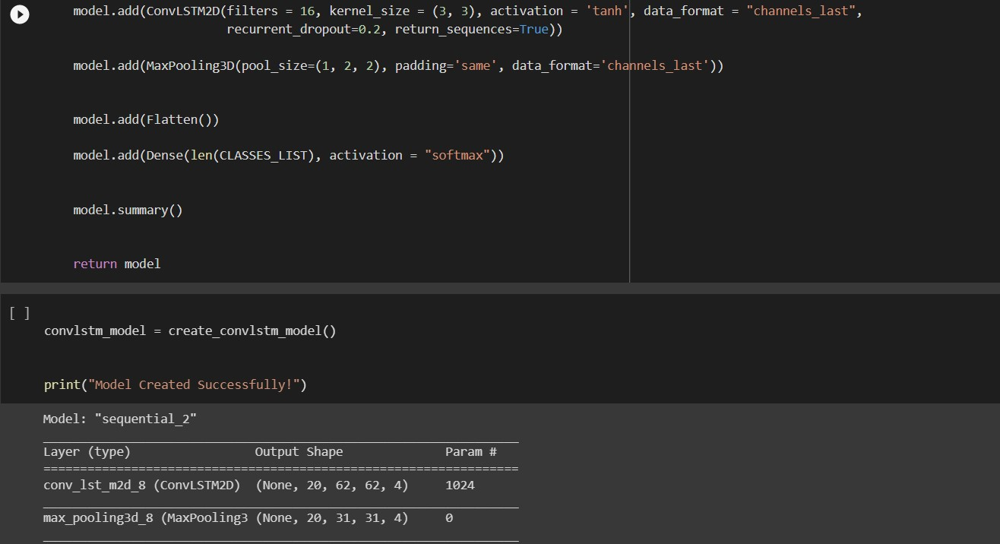 model.add(ConvLSTM2D(filters = 16, kernel_size = (3, 3), activation = 'tanh', data_format = "channels_last",
recurrent_dropout=0.2, return_sequences=True))
model.add(MaxPooling3D(pool_size=(1, 2, 2), padding='same', data_format='channels_last'))
model.add(Flatten())
model.add(Dense(len(CLASSES_LIST), activation = "softmax"))
model.summary()
return model
[ ]
convlstm_model = create_convlstm_model()
print("Model Created Successfully!")
Model: "sequential_2"
_________________________________________________________________
Layer (type)                 Output Shape              Param #
=================================================================
conv_lst_m2d_8 (ConvLSTM2D)  (None, 20, 62, 62, 4)     1024
_________________________________________________________________
max_pooling3d_8 (MaxPooling3 (None, 20, 31, 31, 4)     0
_________________________________________________________________